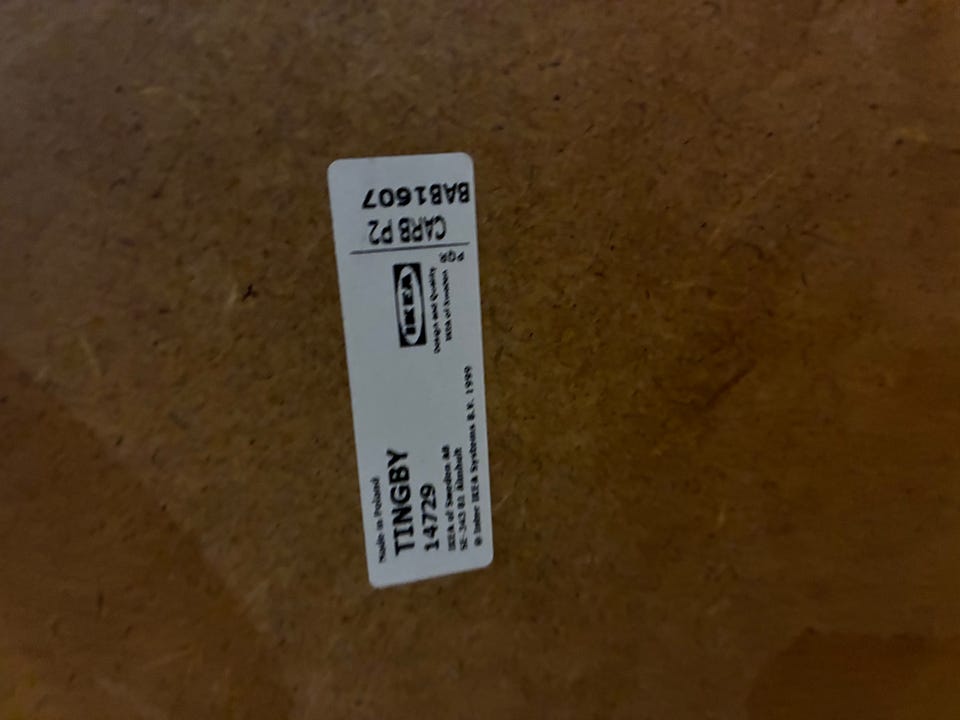 BAB1607
CARB P2
IKEA
Design and Quality
IKEA of Sweden
Made in Poland
TINGBY
14729
IKEA of Sweden AB
SE-343 81 Älmhult
© Inter IKEA Systems B.V. 1999